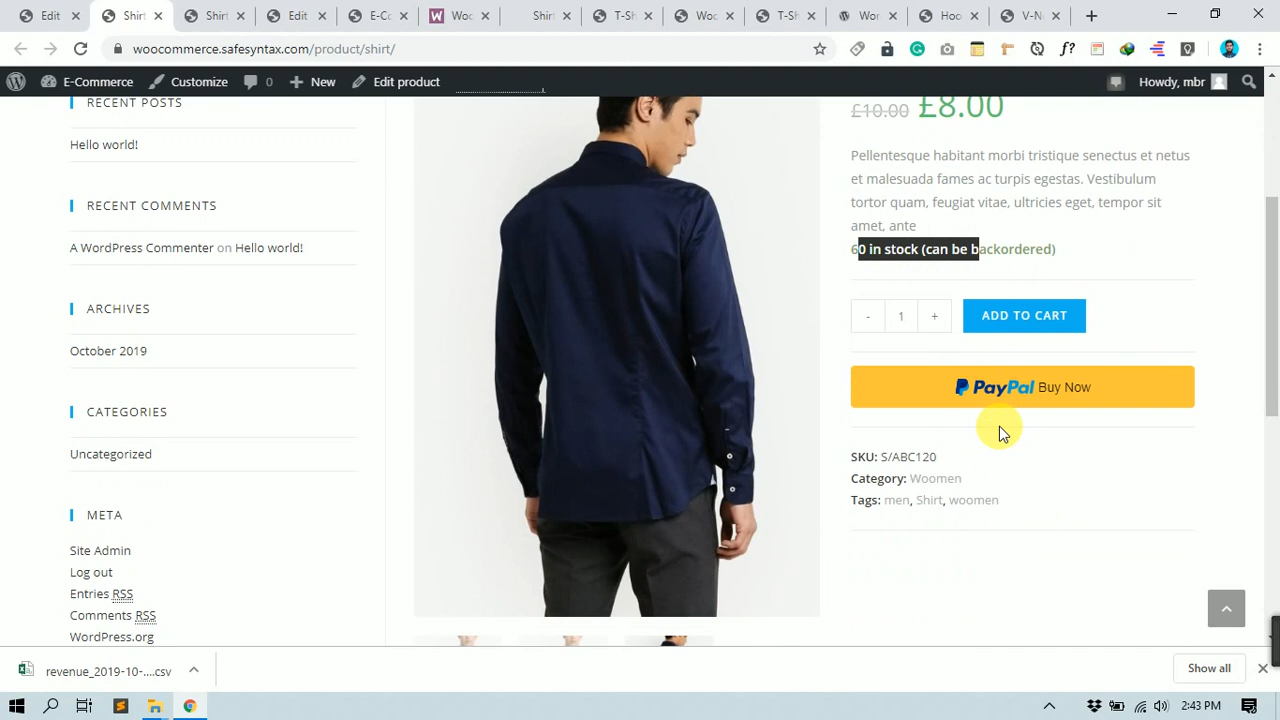 Edit
Shirt
Shirt
Edit
E-Co
Woo
Shirt
T-Sh
Woo
T-Sh
Wor
Hoo
V-Ne
woocommerce.safesyntax.com/product/shirt/
E-Commerce
Customize
0
New
Edit product
Howdy, mbr
RECENT POSTS
Hello world!
RECENT COMMENTS
A WordPress Commenter on Hello world!
ARCHIVES
October 2019
CATEGORIES
Uncategorized
META
Site Admin
Log out
Entries RSS
Comments RSS
WordPress.org
£10.00 £8.00
Pellentesque habitant morbi tristique senectus et netus
et malesuada fames ac turpis egestas. Vestibulum
tortor quam, feugiat vitae, ultricies eget, tempor sit
amet, ante
60 in stock (can be backordered)
- 1 + ADD TO CART
PayPal Buy Now
SKU: S/ABC120
Category: Woomen
Tags: men, Shirt, woomen
revenue_2019-10-....csv
Show all
2:43 PM